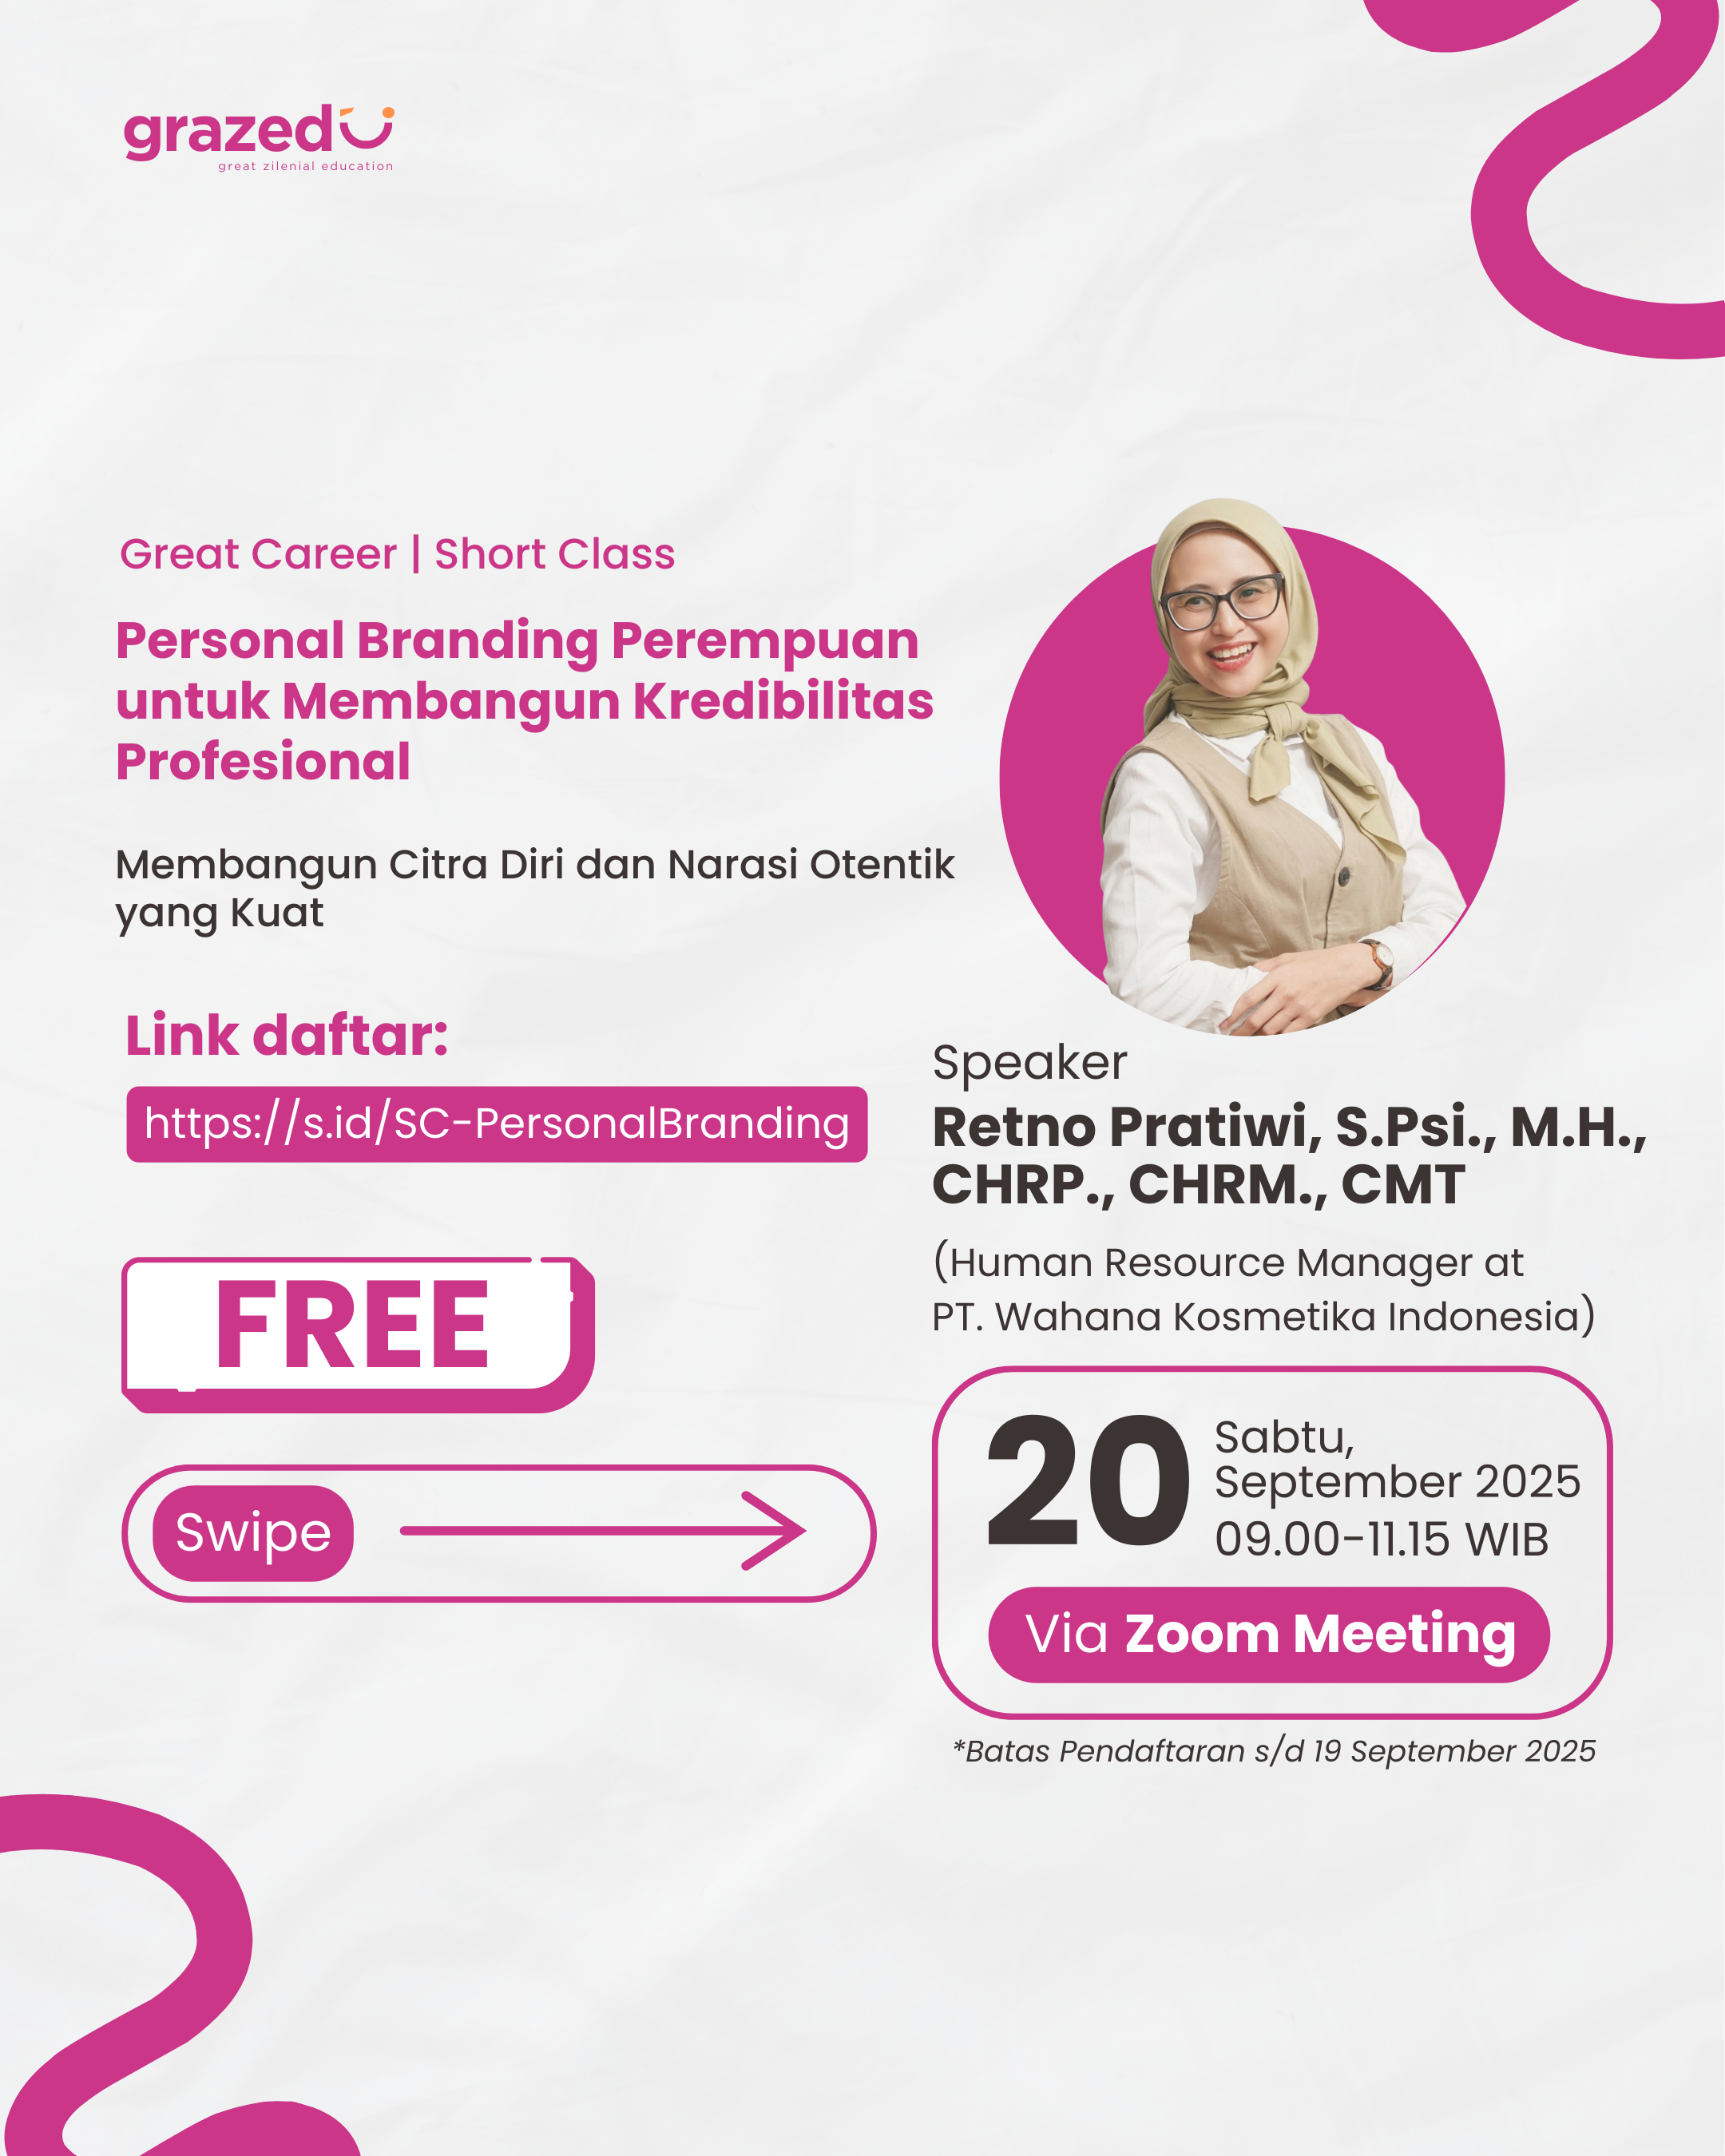 grazedu
great zilenial education
Great Career | Short Class
Personal Branding Perempuan
untuk Membangun Kredibilitas
Profesional
Membangun Citra Diri dan Narasi Otentik
yang Kuat
Link daftar:
https://s.id/SC-PersonalBranding
FREE
Swipe
Speaker
Retno Pratiwi, S.Psi., M.H.,
CHRP., CHRM., CMT
(Human Resource Manager at
PT. Wahana Kosmetika Indonesia)
20
Sabtu,
September 2025
09.00-11.15 WIB
Via Zoom Meeting
*Batas Pendaftaran s/d 19 September 2025